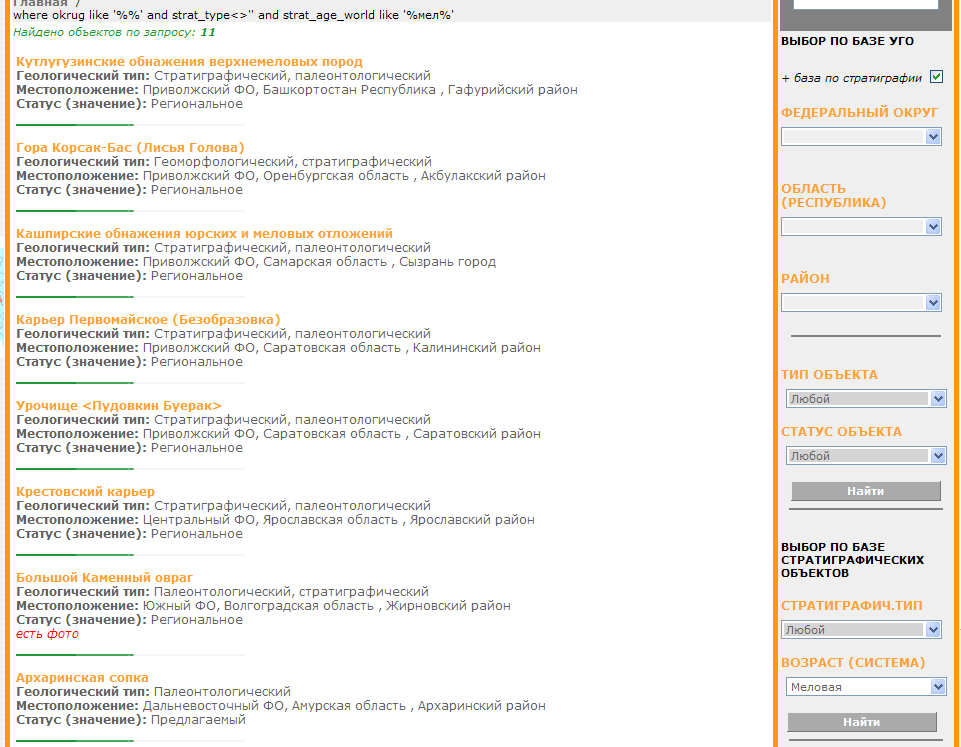 Главная /
where okrug like '%%' and strat_type<>'' and strat_age_world like '%мел%'
Найдено объектов по запросу: 11
Кутлугузинские обнажения верхнемеловых пород
Геологический тип: Стратиграфический, палеонтологический
Местоположение: Приволжский ФО, Башкортостан Республика , Гафурийский район
Статус (значение): Региональное
Гора Корсак-Бас (Лисья Голова)
Геологический тип: Геоморфологический, стратиграфический
Местоположение: Приволжский ФО, Оренбургская область , Акбулакский район
Статус (значение): Региональное
Кашпирские обнажения юрских и меловых отложений
Геологический тип: Стратиграфический, палеонтологический
Местоположение: Приволжский ФО, Самарская область , Сызрань город
Статус (значение): Региональное
Карьер Первомайское (Безобразовка)
Геологический тип: Стратиграфический, палеонтологический
Местоположение: Приволжский ФО, Саратовская область , Калининский район
Статус (значение): Региональное
Урочище <Пудовкин Буерак>
Геологический тип: Стратиграфический, палеонтологический
Местоположение: Приволжский ФО, Саратовская область , Саратовский район
Статус (значение): Региональное
Крестовский карьер
Геологический тип: Стратиграфический, палеонтологический
Местоположение: Центральный ФО, Ярославская область , Ярославский район
Статус (значение): Региональное
Большой Каменный овраг
Геологический тип: Палеонтологический, стратиграфический
Местоположение: Южный ФО, Волгоградская область , Жирновский район
Статус (значение): Региональное
есть фото
Архаринская сопка
Геологический тип: Палеонтологический
Местоположение: Дальневосточный ФО, Амурская область , Архаринский район
Статус (значение): Предлагаемый
ВЫБОР ПО БАЗЕ УГО
+ база по стратиграфии
ФЕДЕРАЛЬНЫЙ ОКРУГ
ОБЛАСТЬ
(РЕСПУБЛИКА)
РАЙОН
ТИП ОБЪЕКТА
Любой
СТАТУС ОБЪЕКТА
Любой
Найти
ВЫБОР ПО БАЗЕ
СТРАТИГРАФИЧЕСКИХ
ОБЪЕКТОВ
СТРАТИГРАФИЧ.ТИП
Любой
ВОЗРАСТ (СИСТЕМА)
Меловая
Найти